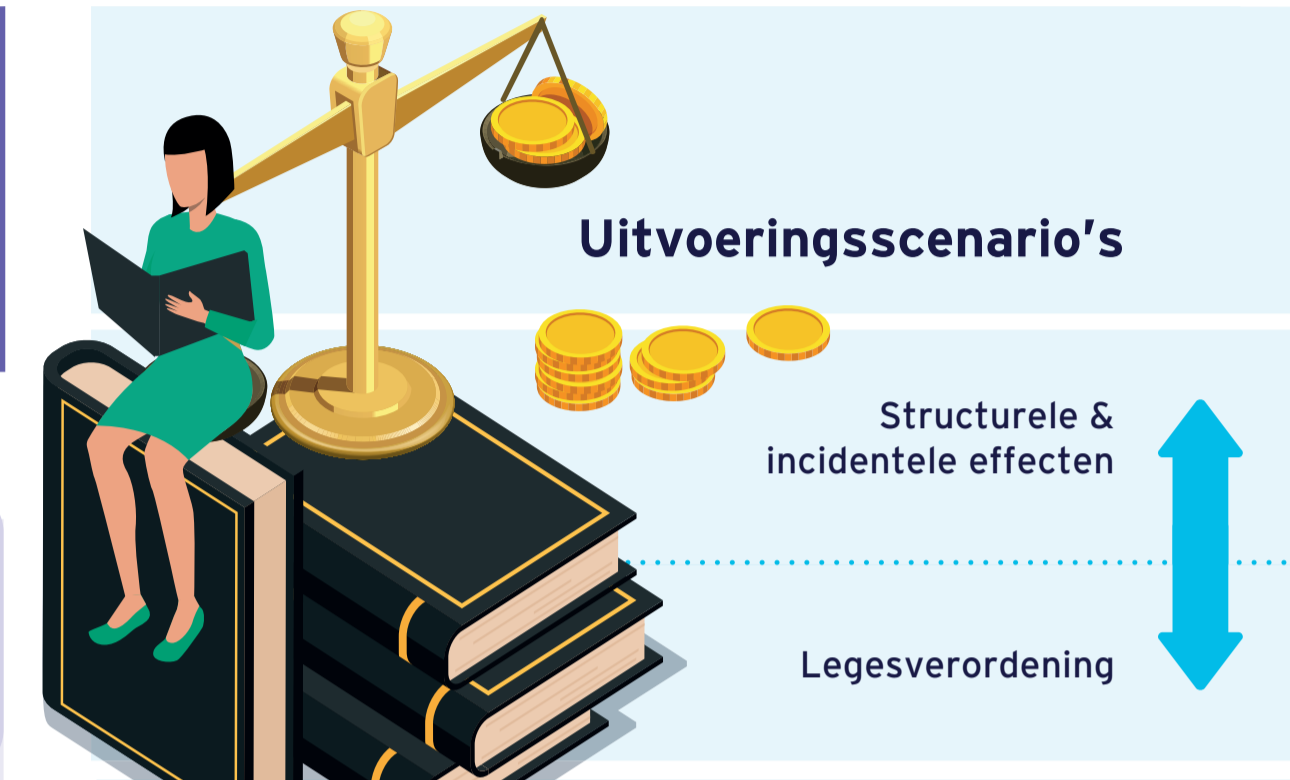 Uitvoeringsscenario's
Structurele &
incidentele effecten
Legesverordening